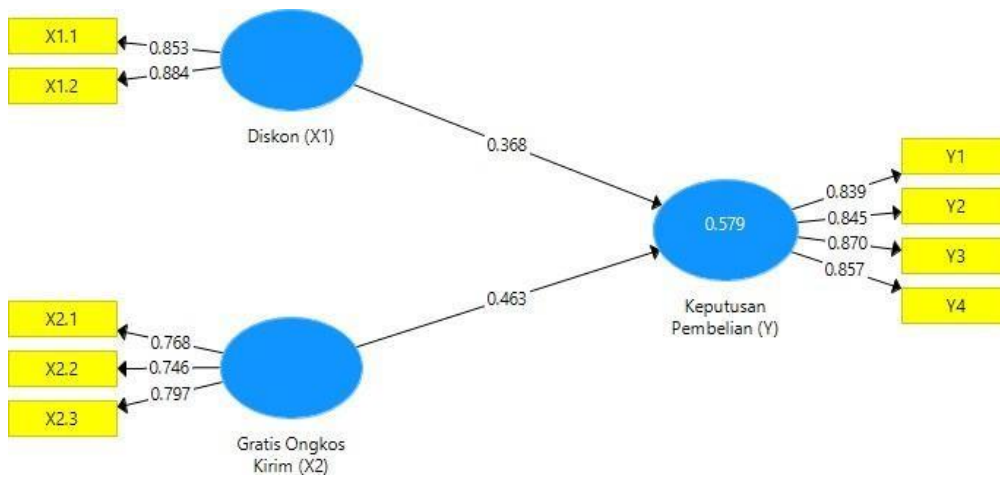 X1.1
0.853
0.884
X1.2
Diskon (X1)
0.368
Y1
0.839
Y2
0.845
0.579
0.870
Y3
0.857
Y4
0.463
Keputusan
Pembelian (Y)
X2.1
0.768
X2.2
0.746
0.797
X2.3
Gratis Ongkos
Kirim (X2)